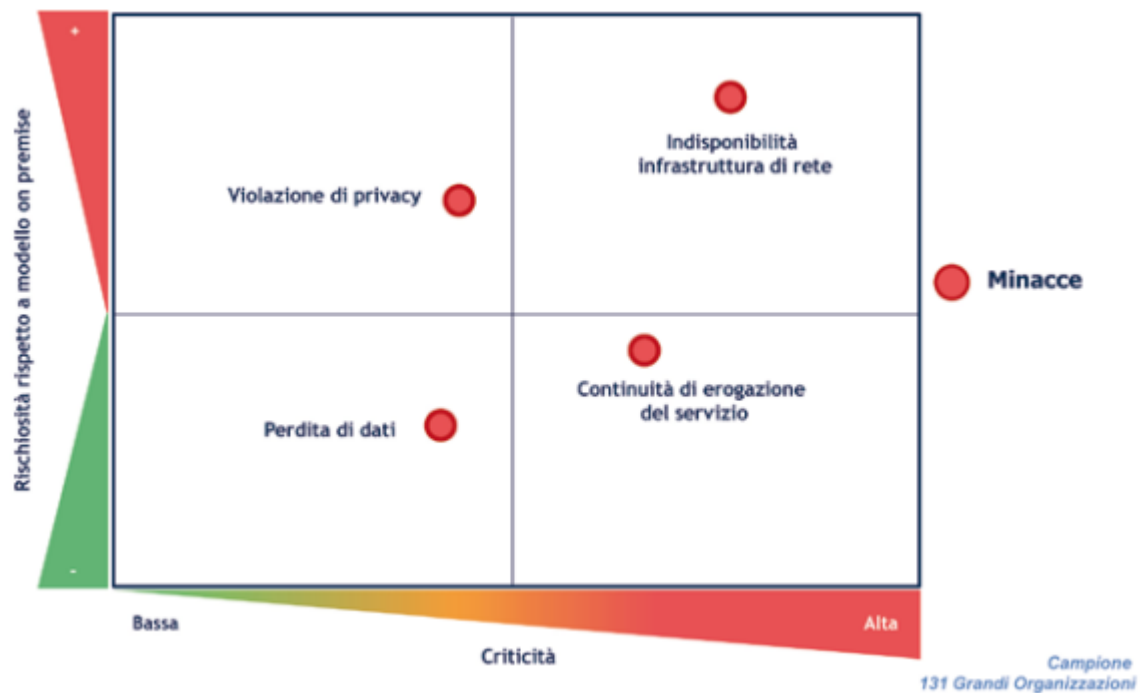 Rischiosità rispetto a modello on premise
+
-
Indisponibilità
infrastruttura di rete
Violazione di privacy
Minacce
Continuità di erogazione
del servizio
Perdita di dati
Bassa
Alta
Criticità
Campione
131 Grandi Organizzazioni